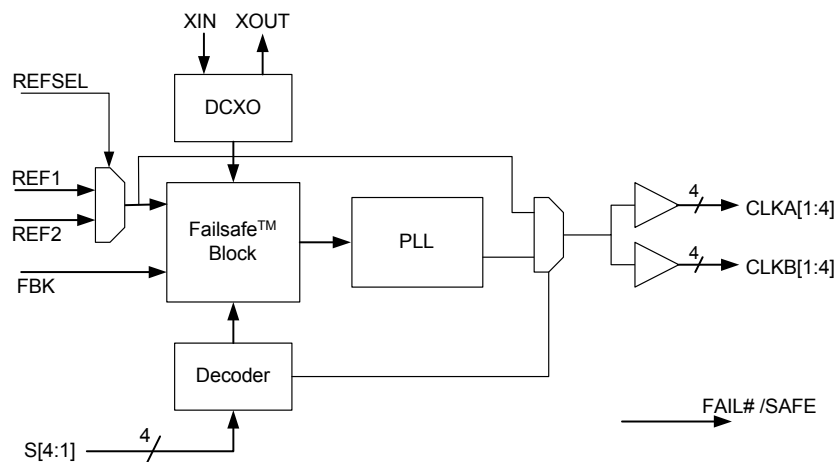 XIN XOUT
REFSEL
DCXO
REF1
REF2
Failsafe™
Block
PLL
4
CLKA[1:4]
4
CLKB[1:4]
FBK
Decoder
FAIL# /SAFE
4
S[4:1]